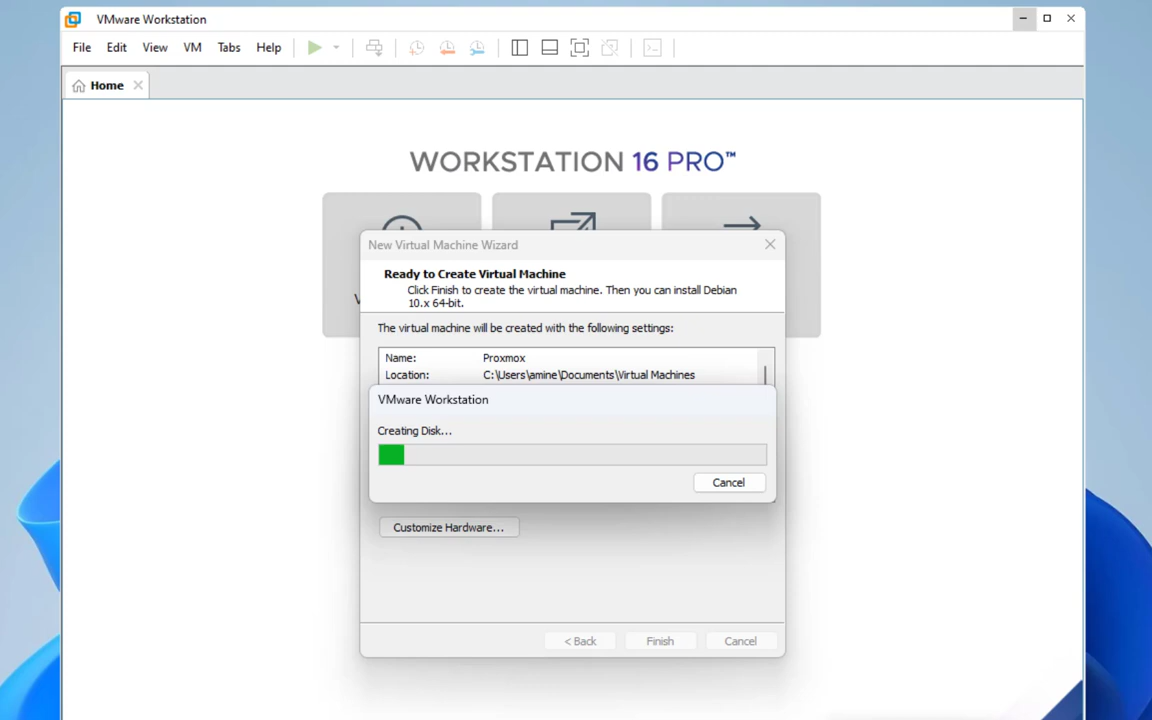 VMware Workstation
File Edit View VM Tabs Help
Home
WORKSTATION 16 PRO™
New Virtual Machine Wizard
Ready to Create Virtual Machine
Click Finish to create the virtual machine. Then you can install Debian
10.x 64-bit.
The virtual machine will be created with the following settings:
Name: Proxmox
Location: C:\Users\amine\Documents\Virtual Machines
VMware Workstation
Creating Disk...
Cancel
Customize Hardware...
< Back Finish Cancel